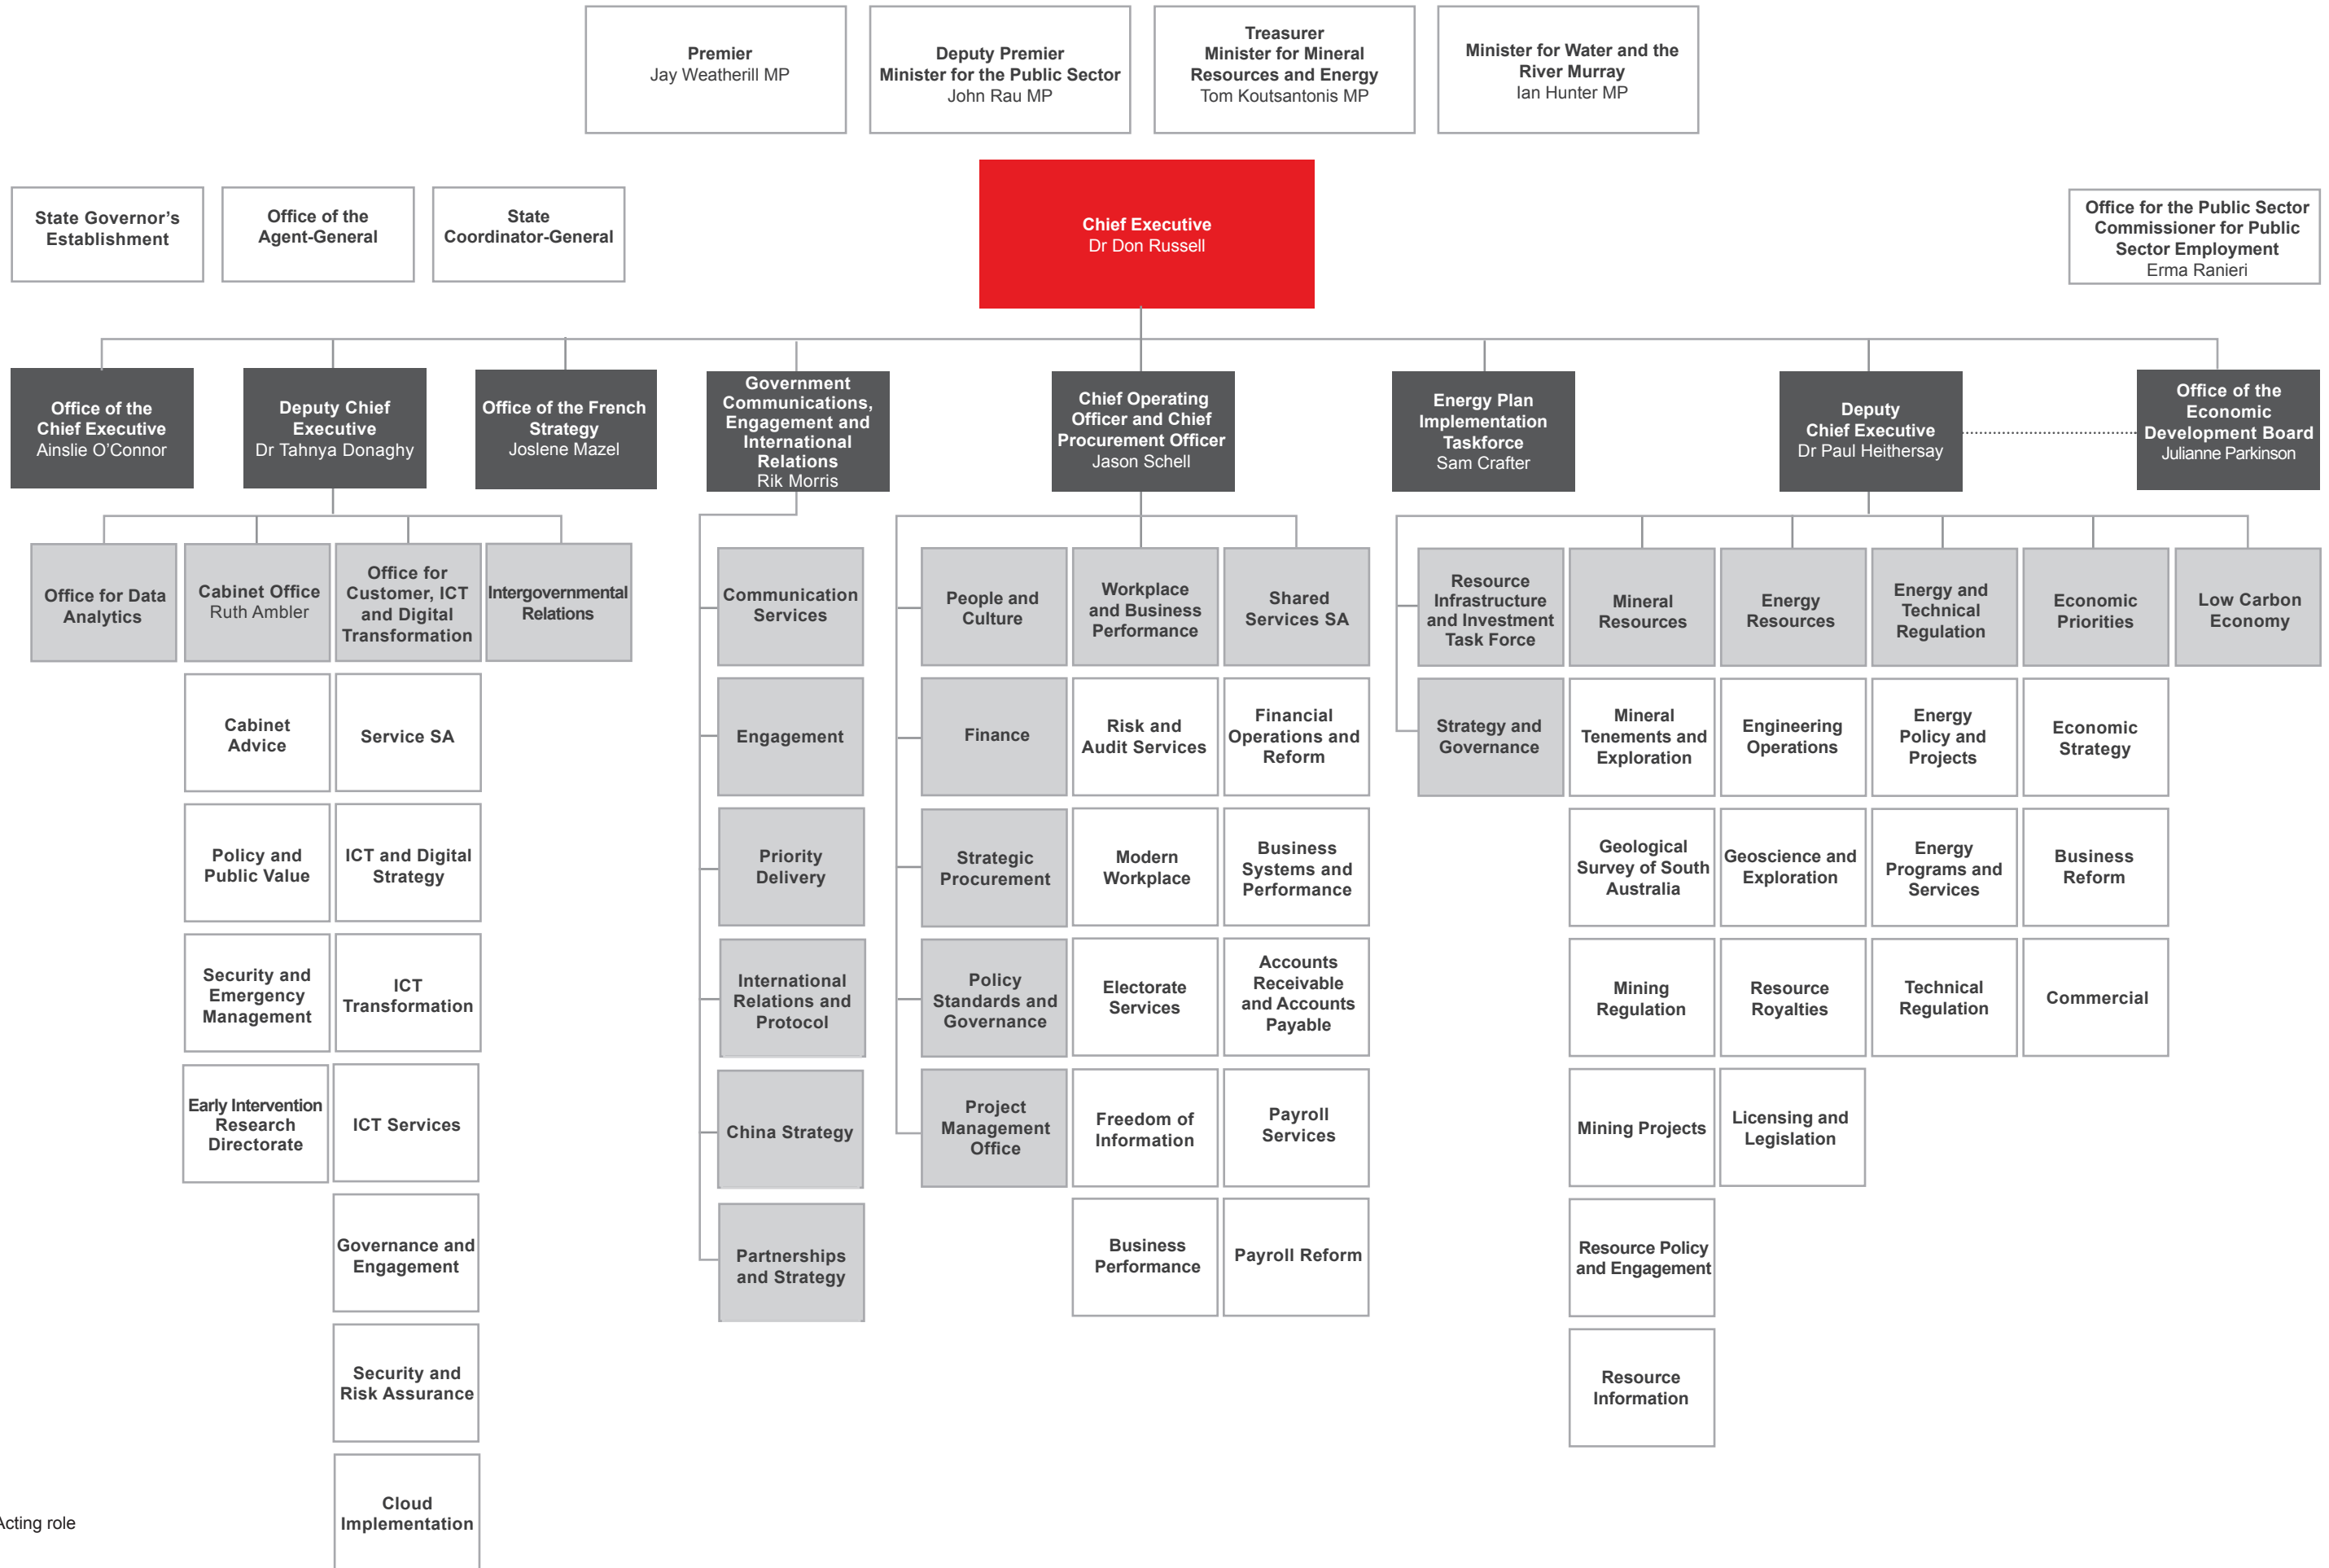 Premier
Jay Weatherill MP
Deputy Premier
Minister for the Public Sector
John Rau MP
Treasurer
Minister for Mineral
Resources and Energy
Tom Koutsantonis MP
Minister for Water and the
River Murray
Ian Hunter MP
State Governor’s
Establishment
Office of the
Agent-General
State
Coordinator-General
Chief Executive
Dr Don Russell
Office for the Public Sector
Commissioner for Public
Sector Employment
Erma Ranieri
Office of the
Chief Executive
Ainslie O’Connor
Deputy Chief
Executive
Dr Tahnya Donaghy
Office of the French
Strategy
Joslene Mazel
Government
Communications,
Engagement and
International
Relations
Rik Morris
Chief Operating
Officer and Chief
Procurement Officer
Jason Schell
Energy Plan
Implementation
Taskforce
Sam Crafter
Deputy
Chief Executive
Dr Paul Heithersay
Office of the
Economic
Development Board
Julianne Parkinson
Office for Data
Analytics
Cabinet Office
Ruth Ambler
Office for
Customer, ICT
and Digital
Transformation
Intergovernmental
Relations
Communication
Services
People and
Culture
Workplace
and Business
Performance
Shared
Services SA
Resource
Infrastructure
and Investment
Task Force
Mineral
Resources
Energy
Resources
Energy and
Technical
Regulation
Economic
Priorities
Low Carbon
Economy
Cabinet
Advice
Service SA
Engagement
Finance
Risk and
Audit Services
Financial
Operations and
Reform
Strategy and
Governance
Mineral
Tenements and
Exploration
Engineering
Operations
Energy
Policy and
Projects
Economic
Strategy
Policy and
Public Value
ICT and Digital
Strategy
Priority
Delivery
Strategic
Procurement
Modern
Workplace
Business
Systems and
Performance
Geological
Survey of South
Australia
Geoscience and
Exploration
Energy
Programs and
Services
Business
Reform
Security and
Emergency
Management
ICT
Transformation
International
Relations and
Protocol
Policy
Standards and
Governance
Electorate
Services
Accounts
Receivable
and Accounts
Payable
Mining
Regulation
Resource
Royalties
Technical
Regulation
Commercial
Early Intervention
Research
Directorate
ICT Services
China Strategy
Project
Management
Office
Freedom of
Information
Payroll
Services
Mining Projects
Licensing and
Legislation
Governance and
Engagement
Partnerships
and Strategy
Business
Performance
Payroll Reform
Resource Policy
and Engagement
Security and
Risk Assurance
Resource
Information
Cloud
Implementation
Acting role